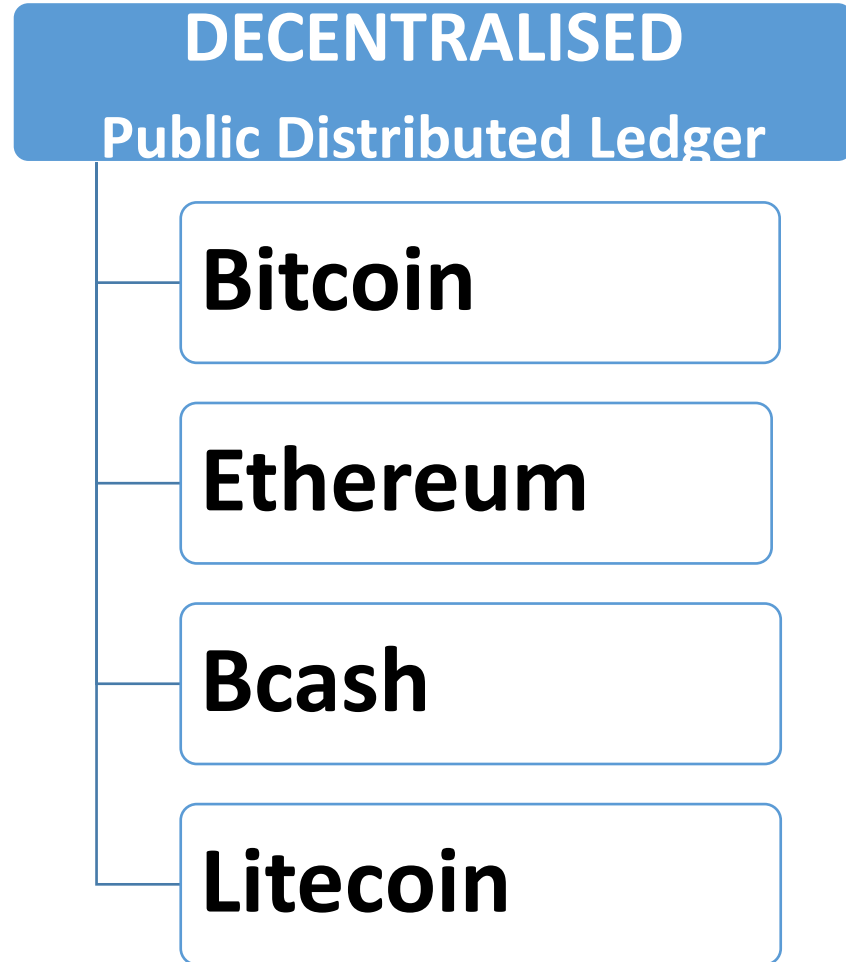 DECENTRALISED
Public Distributed Ledger
Bitcoin
Ethereum
Bcash
Litecoin